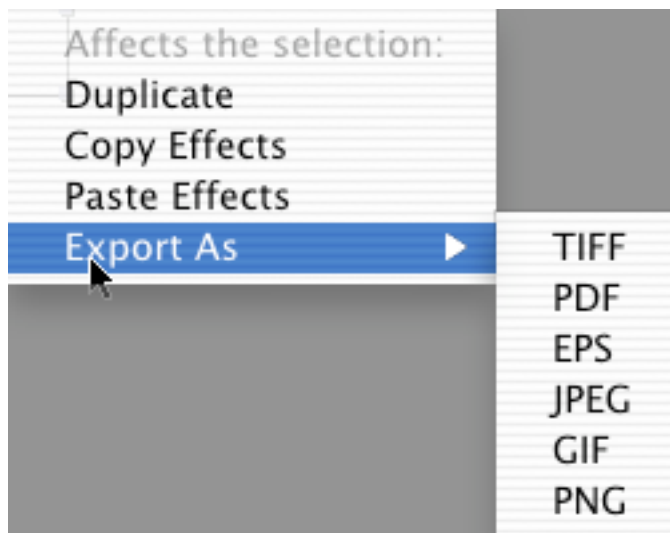 Affects the selection:
Duplicate
Copy Effects
Paste Effects
Export As
TIFF
PDF
EPS
JPEG
GIF
PNG